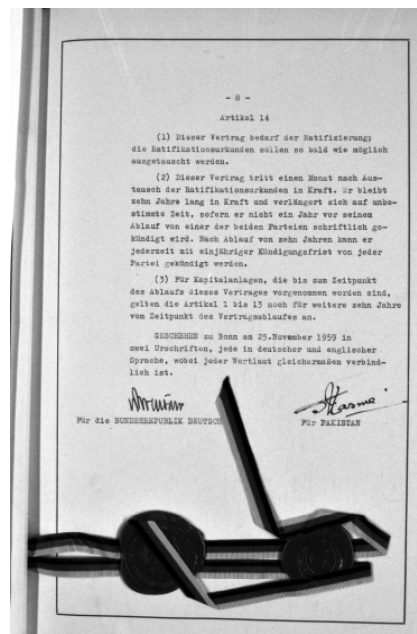 - 8 -
Artikel 14
(1) Dieser Vertrag bedarf der Ratifizierung;
die Ratifikationsurkunden sollen so bald wie möglich
ausgetauscht werden.
(2) Dieser Vertrag tritt einen Monat nach Aus-
tausch der Ratifikationsurkunden in Kraft. Er bleibt
zehn Jahre lang in Kraft und verlängert sich auf unbe-
stimmte Zeit, sofern er nicht ein Jahr vor seinem
Ablauf von einer der beiden Parteien schriftlich ge-
kündigt wird. Nach Ablauf von zehn Jahren kann er
jederzeit mit einjähriger Kündigungsfrist von jeder
Partei gekündigt werden.
(3) Für Kapitalanlagen, die bis zum Zeitpunkt
des Ablaufs dieses Vertrages vorgenommen worden sind,
gelten die Artikel 1 bis 13 noch für weitere zehn Jahre
vom Zeitpunkt des Vertragsablaufes an.
GESCHEHEN zu Bonn am 25.November 1959 in
zwei Urschriften, jede in deutscher und englischer
Sprache, wobei jeder Wortlaut gleichermaßen verbind-
lich ist.
Für die BUNDESREPUBLIK DEUTSCH
Für PAKISTAN